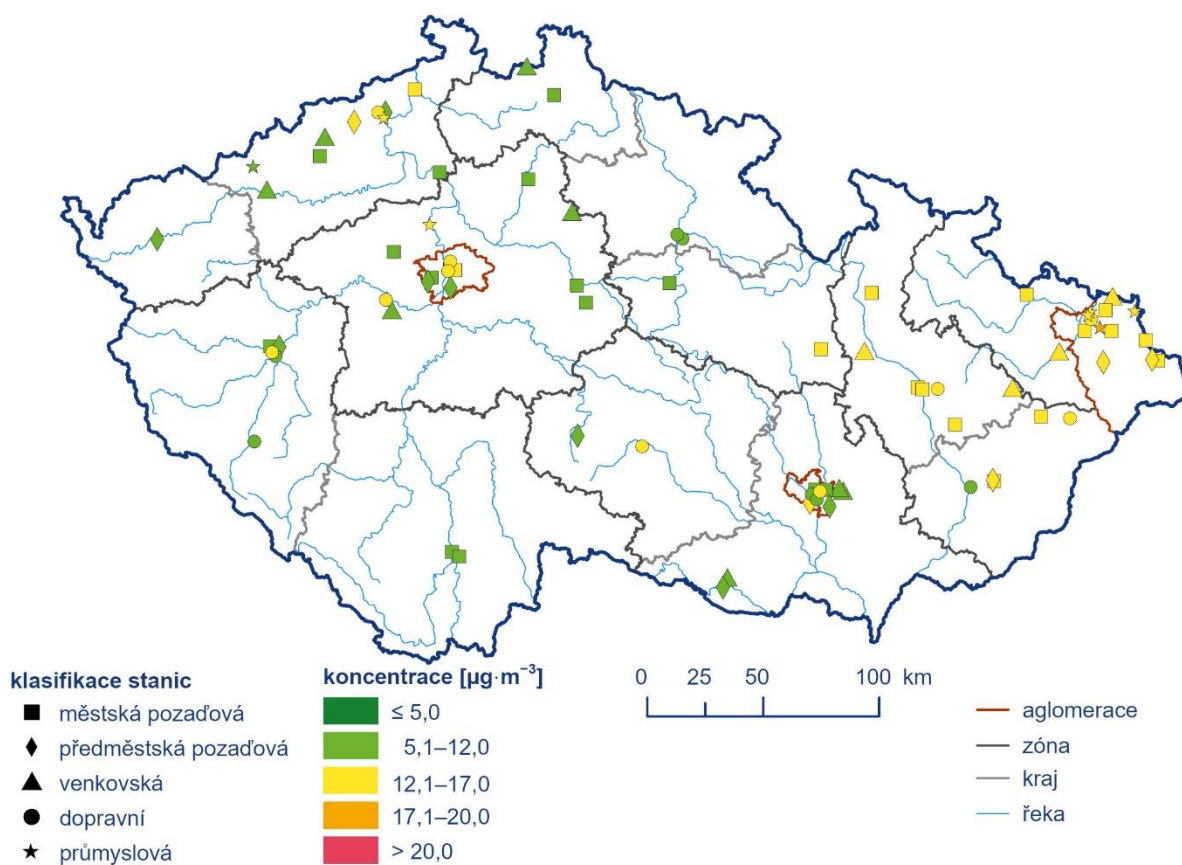 klasifikace stanic
městská pozaďová
předměstská pozaďová
venkovská
dopravní
průmyslová
koncentrace [µg·m⁻³]
≤ 5,0
5,1–12,0
12,1–17,0
17,1–20,0
> 20,0
0 25 50 100 km
aglomerace
zóna
kraj
řeka